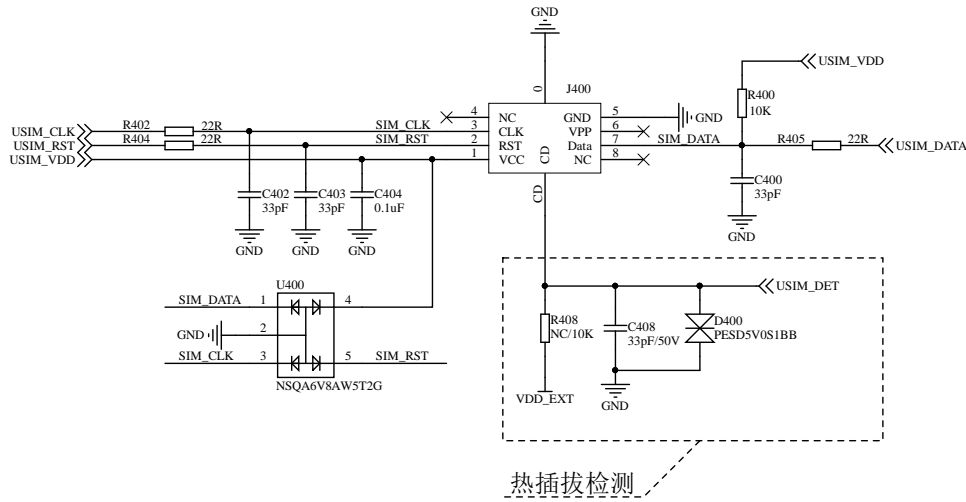 GND
J400
0
USIM_VDD
R400
10K
4 NC GND 5 GND
USIM_CLK R402 22R SIM_CLK 3 CLK VPP 6
USIM_RST R404 22R SIM_RST 2 RST Data 7 SIM_DATA R405 22R USIM_DATA
USIM_VDD 1 VCC CD NC 8
CD
C402
33pF
C403
33pF
C404
0.1uF
C400
33pF
GND GND GND
GND
U400
SIM_DATA 1 4
GND 2
SIM_CLK 3 5 SIM_RST
NSQA6V8AW5T2G
USIM_DET
R408
NC/10K
C408
33pF/50V
D400
PESD5V0S1BB
VDD_EXT
GND
热插拔检测